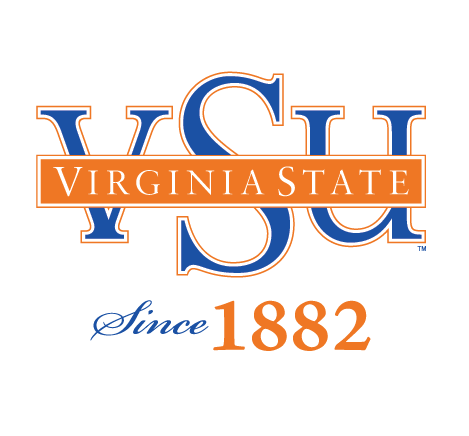 VSU
VIRGINIA STATE
™
Since 1882